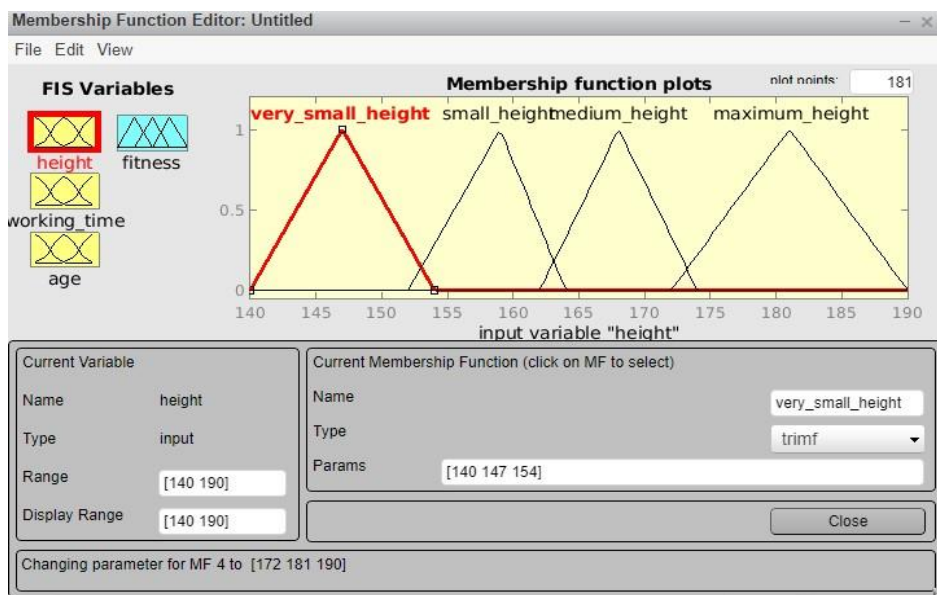 Membership Function Editor: Untitled
File Edit View
FIS Variables
height
fitness
working_time
age
Membership function plots
plot points: 181
very_small_height small_height medium_height maximum_height
1
0.5
0
140 145 150 155 160 165 170 175 180 185 190
input variable "height"
Current Variable
Name height
Type input
Range [140 190]
Display Range [140 190]
Current Membership Function (click on MF to select)
Name very_small_height
Type trimf
Params [140 147 154]
Close
Changing parameter for MF 4 to [172 181 190]